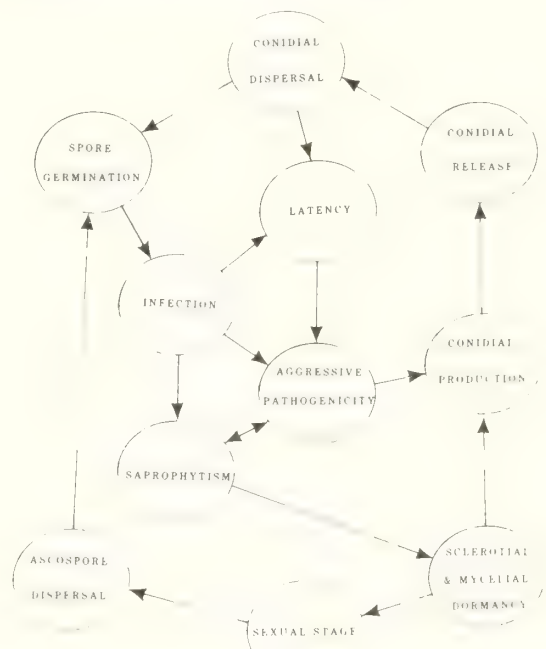 CONIDIAL
DISPERSAL
SPORE
GERMINATION
CONIDIAL
RELEASE
LATENCY
INFECTION
AGGRESSIVE
PATHOGENICITY
CONIDIAL
PRODUCTION
SAPROPHYTISM
ASCOSPORE
DISPERSAL
SCLEROTIAL
& MYCELIAL
DORMANCY
SEXUAL STAGE